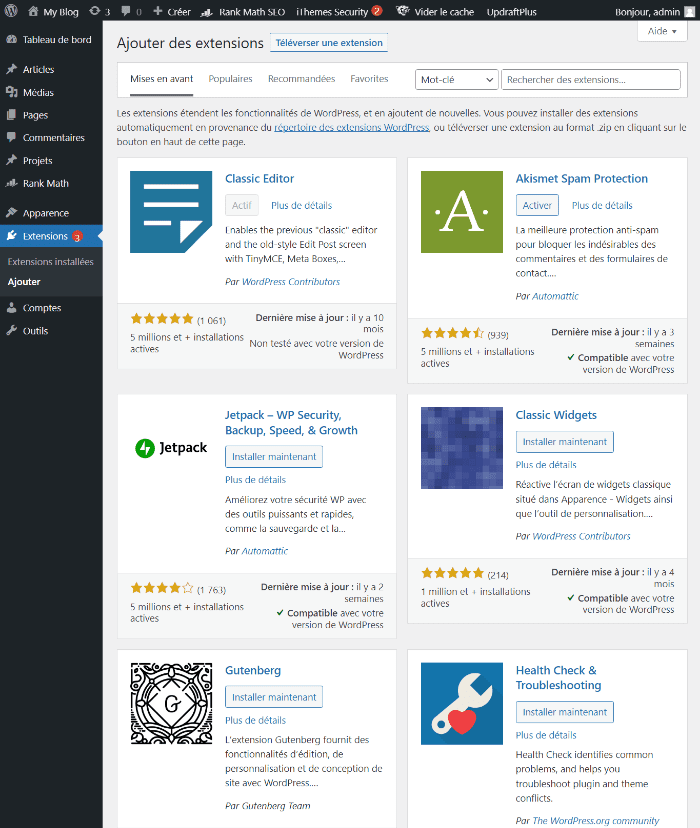 My Blog 3 0 Créer Rank Math SEO iThemes Security 2 Vider le cache UpdraftPlus Bonjour, admin
Tableau de bord
Articles
Médias
Pages
Commentaires
Projets
Rank Math
Apparence
Extensions 3
Extensions installées
Ajouter
Comptes
Outils
Aide
Ajouter des extensions Téléverser une extension
Mises en avant Populaires Recommandées Favorites Mot-clé Rechercher des extensions...
Les extensions étendent les fonctionnalités de WordPress, et en ajoutent de nouvelles. Vous pouvez installer des extensions
automatiquement en provenance du répertoire des extensions WordPress, ou téléverser une extension au format .zip en cliquant sur le
bouton en haut de cette page.
Classic Editor
Actif Plus de détails
Enables the previous "classic" editor
and the old-style Edit Post screen
with TinyMCE, Meta Boxes,...
Par WordPress Contributors
(1 061)
5 millions et + installations
actives
Dernière mise à jour : il y a 10
mois
Non testé avec votre version de
WordPress
A
Akismet Spam Protection
Activer Plus de détails
La meilleure protection anti-spam
pour bloquer les indésirables des
commentaires et des formulaires de
contact....
Par Automattic
(939)
5 millions et + installations
actives
Dernière mise à jour : il y a 3
semaines
Compatible avec votre
version de WordPress
Jetpack
Jetpack – WP Security,
Backup, Speed, & Growth
Installer maintenant
Plus de détails
Améliorez votre sécurité WP avec
des outils puissants et rapides,
comme la sauvegarde et la...
Par Automattic
(1 763)
5 millions et + installations
actives
Dernière mise à jour : il y a 2
semaines
Compatible avec votre
version de WordPress
Classic Widgets
Installer maintenant
Plus de détails
Réactive l'écran de widgets classique
situé dans Apparence - Widgets ainsi
que l'outil de personnalisation....
Par WordPress Contributors
(214)
1 million et + installations
actives
Dernière mise à jour : il y a 4
mois
Compatible avec votre
version de WordPress
G
Gutenberg
Installer maintenant
Plus de détails
L'extension Gutenberg fournit des
fonctionnalités d'édition, de
personnalisation et de conception de
site avec WordPress....
Par Gutenberg Team
Health Check &
Troubleshooting
Installer maintenant
Plus de détails
Health Check identifies common
problems, and helps you
troubleshoot plugin and theme
conflicts.
Par The WordPress.org community